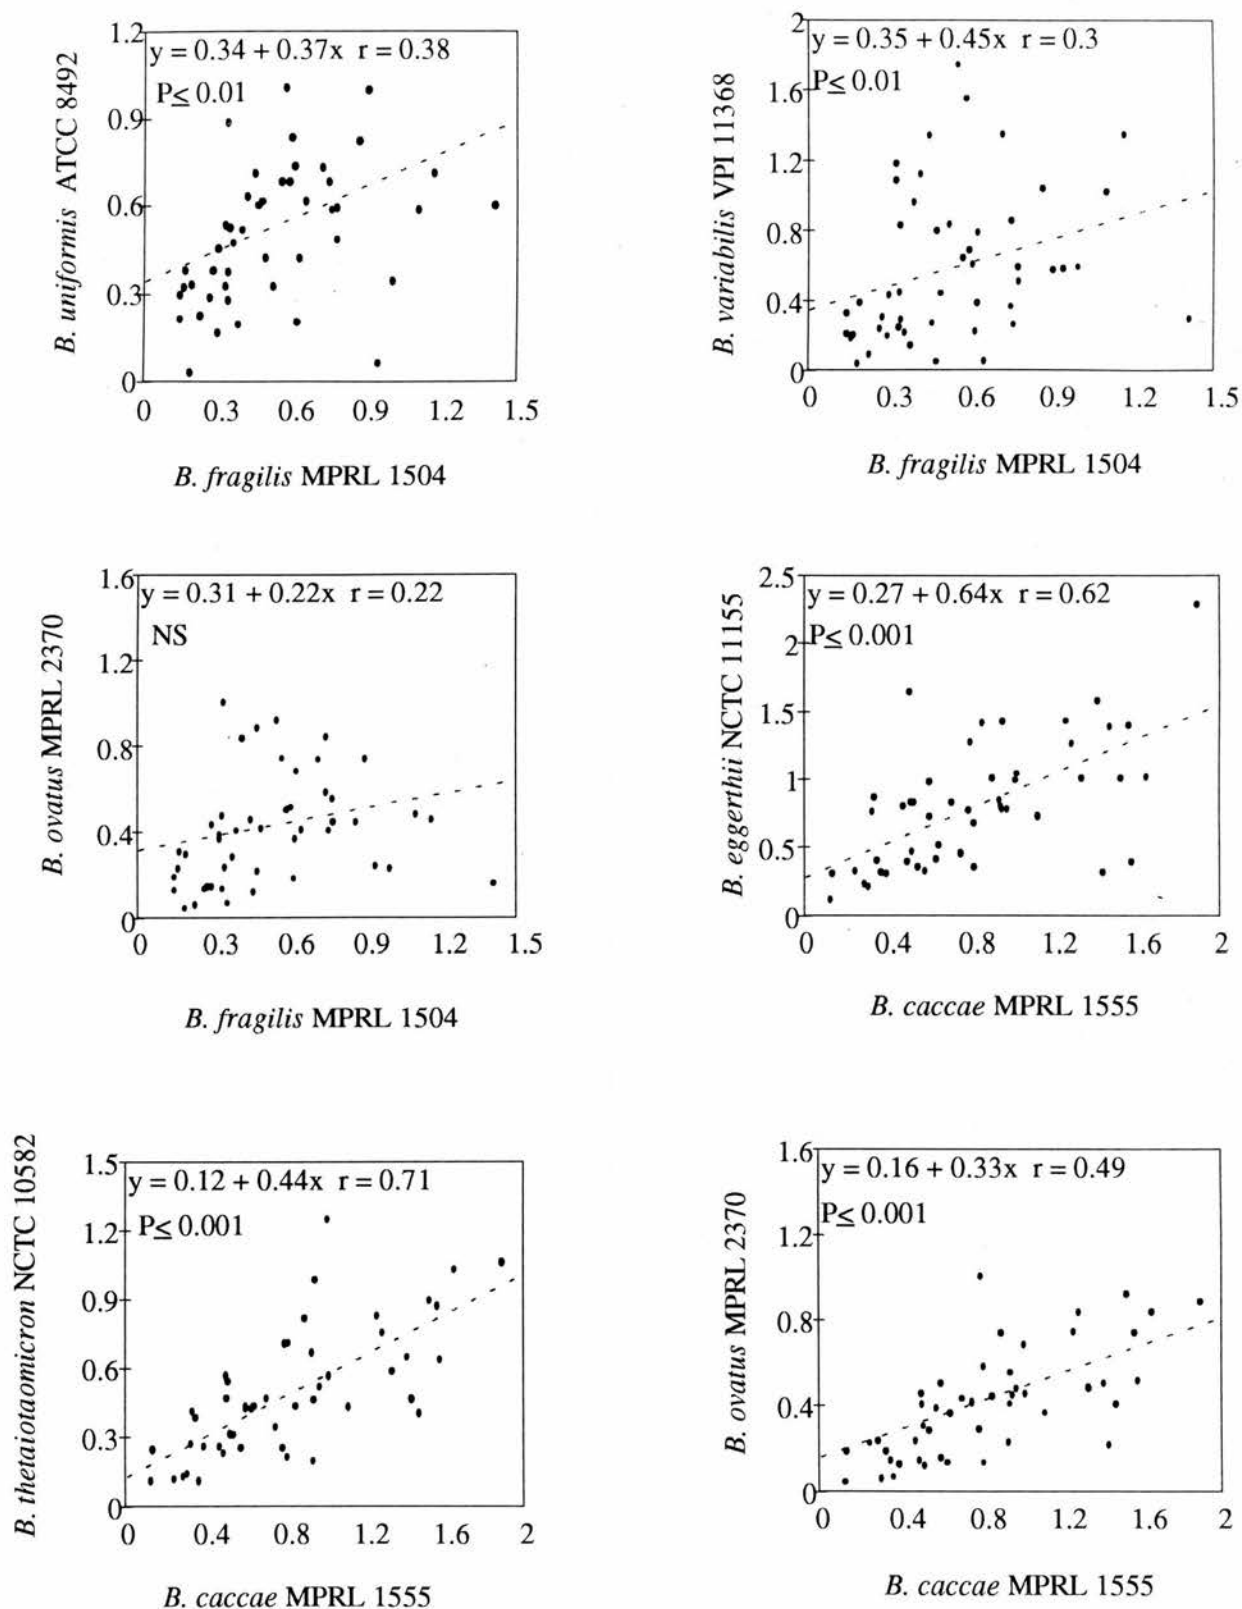 B. uniformis ATCC 8492
1.2
0.9
0.6
0.3
0
y = 0.34 + 0.37x r = 0.38
P≤ 0.01
0 0.3 0.6 0.9 1.2 1.5
B. fragilis MPRL 1504
B. variabilis VPI 11368
2
1.6
1.2
0.8
0.4
0
y = 0.35 + 0.45x r = 0.3
P≤ 0.01
0 0.3 0.6 0.9 1.2 1.5
B. fragilis MPRL 1504
B. ovatus MPRL 2370
1.6
1.2
0.8
0.4
0
y = 0.31 + 0.22x r = 0.22
NS
0 0.3 0.6 0.9 1.2 1.5
B. fragilis MPRL 1504
B. eggerthii NCTC 11155
2.5
2
1.5
1
0.5
0
y = 0.27 + 0.64x r = 0.62
P≤ 0.001
0 0.4 0.8 1.2 1.6 2
B. caccae MPRL 1555
B. thetaiotaomicron NCTC 10582
1.5
1.2
0.9
0.6
0.3
0
y = 0.12 + 0.44x r = 0.71
P≤ 0.001
0 0.4 0.8 1.2 1.6 2
B. caccae MPRL 1555
B. ovatus MPRL 2370
1.6
1.2
0.8
0.4
0
y = 0.16 + 0.33x r = 0.49
P≤ 0.001
0 0.4 0.8 1.2 1.6 2
B. caccae MPRL 1555